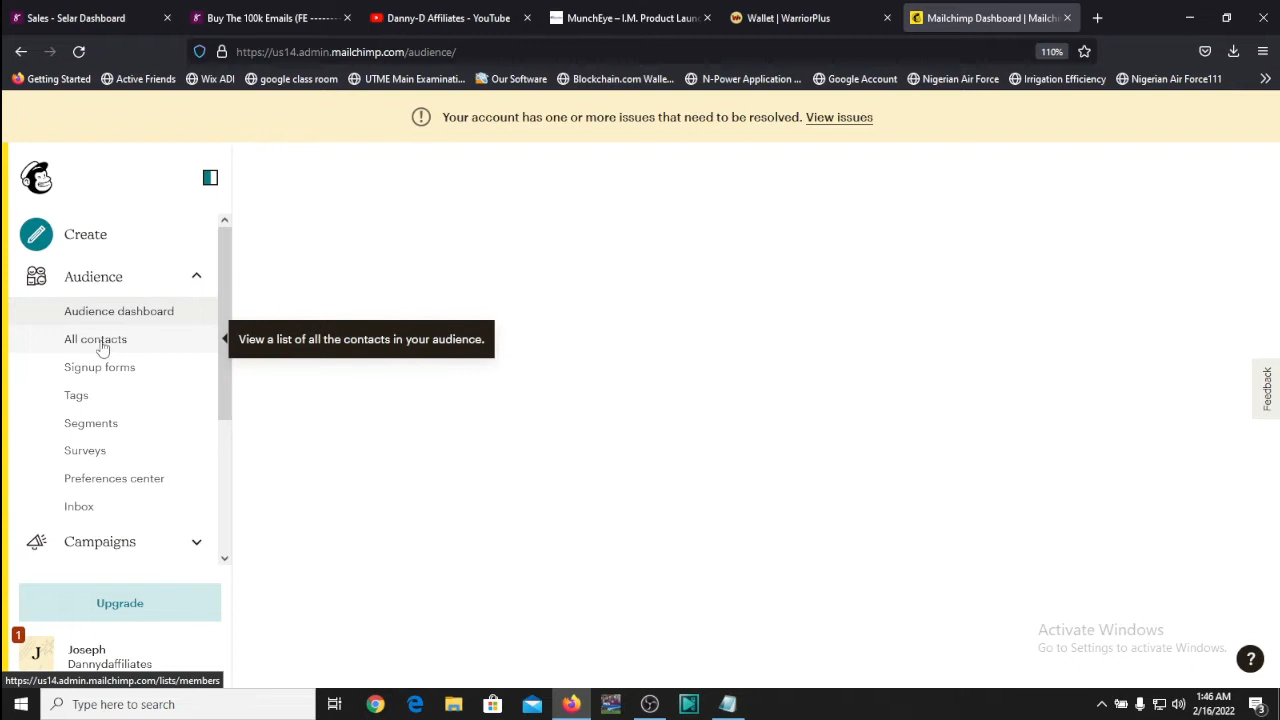 Sales - Sales Dashboard
Buy The 100k Emails (FE -------
Danny-D Affiliates - YouTube
MunchEye – I.M. Product Laun
Wallet | WarriorPlus
Mailchimp Dashboard | Mailchi
https://us14.admin.mailchimp.com/audience/
110%
Getting Started
Active Friends
Wix ADI
google class room
UTME Main Examinati...
Our Software
Blockchain.com Walle...
N-Power Application ...
Google Account
Nigerian Air Force
Irrigation Efficiency
Nigerian Air Force111
Your account has one or more issues that need to be resolved. View issues
Create
Audience
Audience dashboard
All contacts
View a list of all the contacts in your audience.
Signup forms
Tags
Segments
Surveys
Preferences center
Inbox
Campaigns
Upgrade
1
J
Joseph
Dannydaffiliates
Feedback
Activate Windows
Go to Settings to activate Windows.
?
https://us14.admin.mailchimp.com/lists/members
Type here to search
1:46 AM
2/16/2022
3